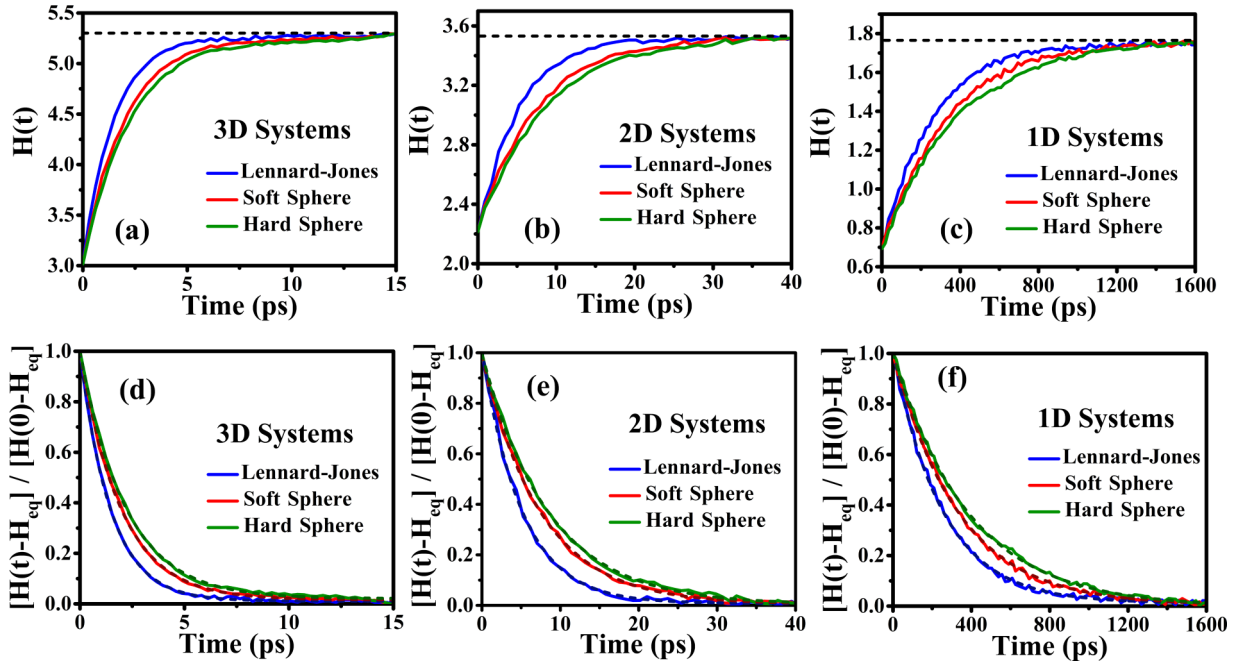 H(t)
5.5
5.0
4.5
4.0
3.5
3.0
3D Systems
Lennard-Jones
Soft Sphere
Hard Sphere
(a)
0
5
10
15
Time (ps)
H(t)
3.6
3.2
2.8
2.4
2.0
2D Systems
Lennard-Jones
Soft Sphere
Hard Sphere
(b)
0
10
20
30
40
Time (ps)
H(t)
1.8
1.6
1.4
1.2
1.0
0.8
0.6
1D Systems
Lennard-Jones
Soft Sphere
Hard Sphere
(c)
0
400
800
1200
1600
Time (ps)
[H(t)-Heq] / [H(0)-Heq]
1.0
0.8
0.6
0.4
0.2
0.0
(d)
3D Systems
Lennard-Jones
Soft Sphere
Hard Sphere
0
5
10
15
Time (ps)
[H(t)-Heq] / [H(0)-Heq]
1.0
0.8
0.6
0.4
0.2
0.0
(e)
2D Systems
Lennard-Jones
Soft Sphere
Hard Sphere
0
10
20
30
40
Time (ps)
[H(t)-Heq] / [H(0)-Heq]
1.0
0.8
0.6
0.4
0.2
0.0
(f)
1D Systems
Lennard-Jones
Soft Sphere
Hard Sphere
0
400
800
1200
1600
Time (ps)